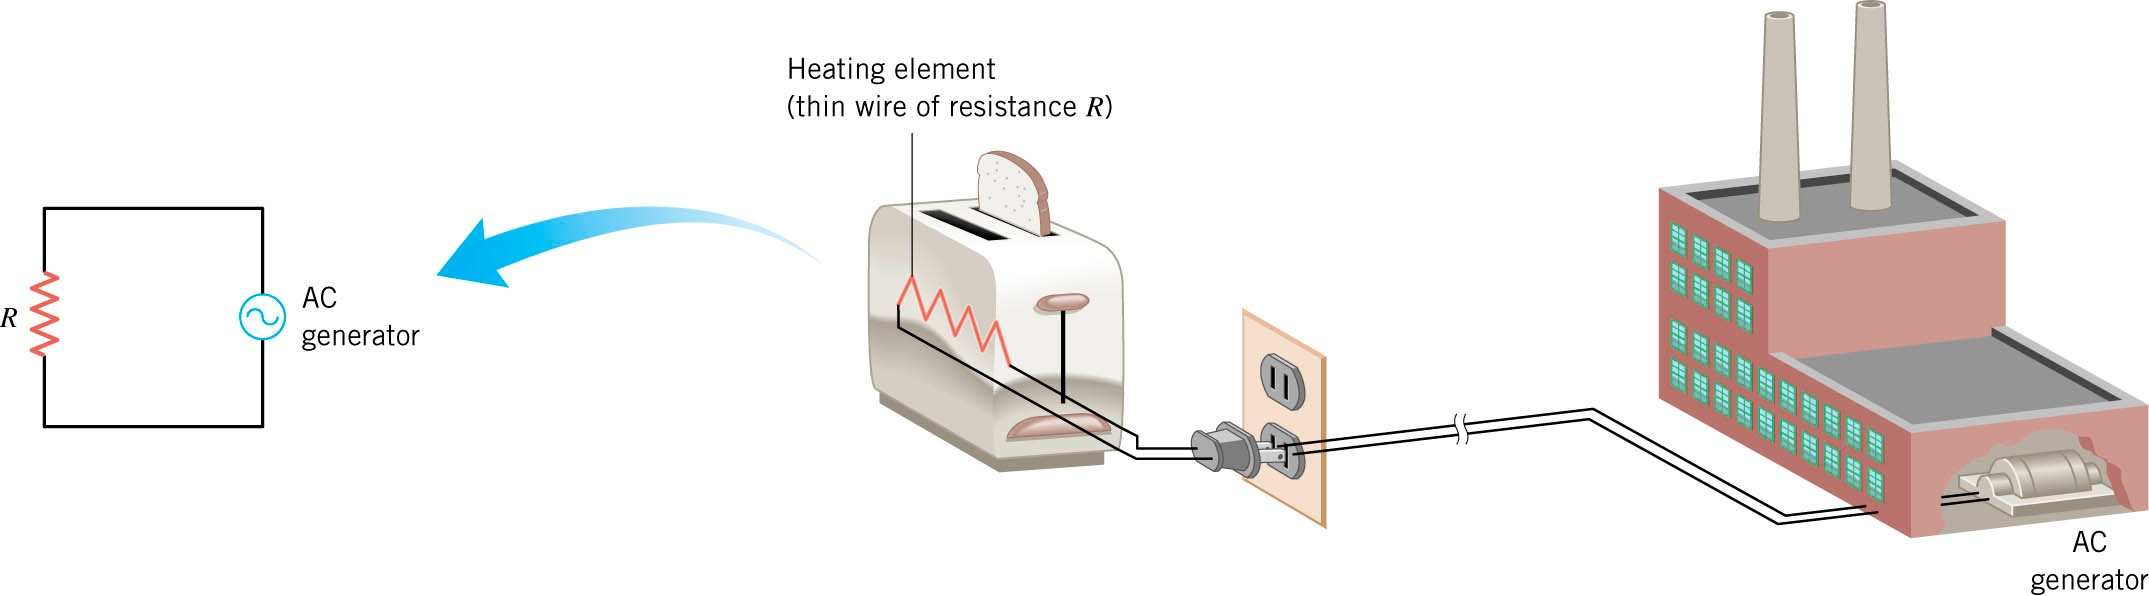 Heating element
(thin wire of resistance R)
R
AC
generator
AC
generator